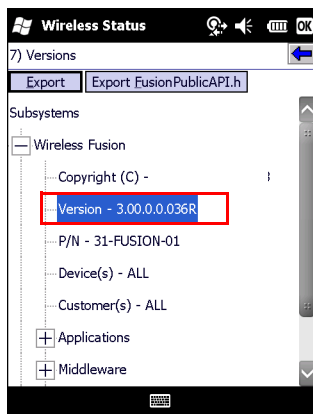 Wireless Status OK
7) Versions
Export Export FusionPublicAPI.h
Subsystems
Wireless Fusion
Copyright (C) -
Version - 3.00.0.0.036R
P/N - 31-FUSION-01
Device(s) - ALL
Customer(s) - ALL
Applications
Middleware